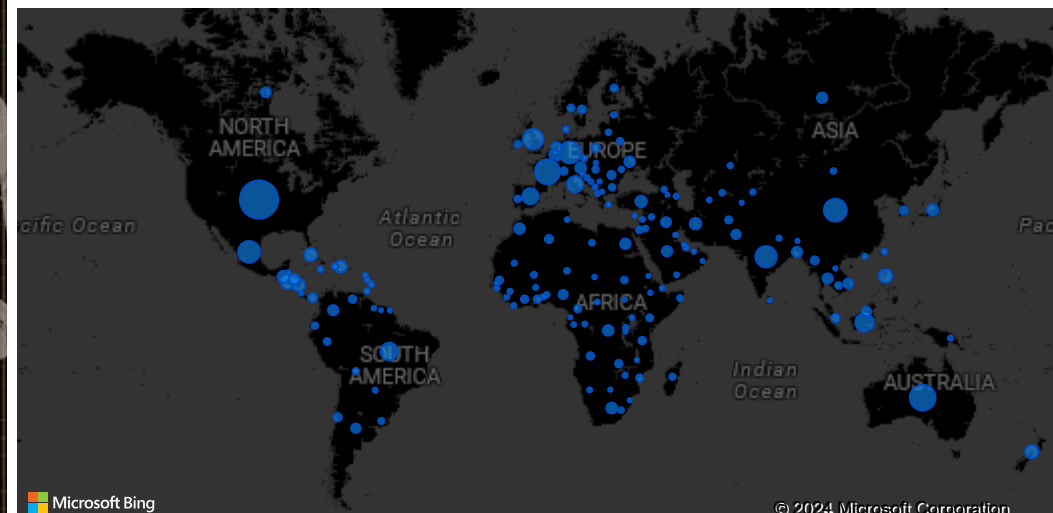 NORTH
AMERICA
EUROPE
ASIA
Atlantic
Ocean
cific Ocean
Pac
AFRICA
SOUTH
AMERICA
Indian
Ocean
AUSTRALIA
Microsoft Bing
© 2024 Microsoft Corporation